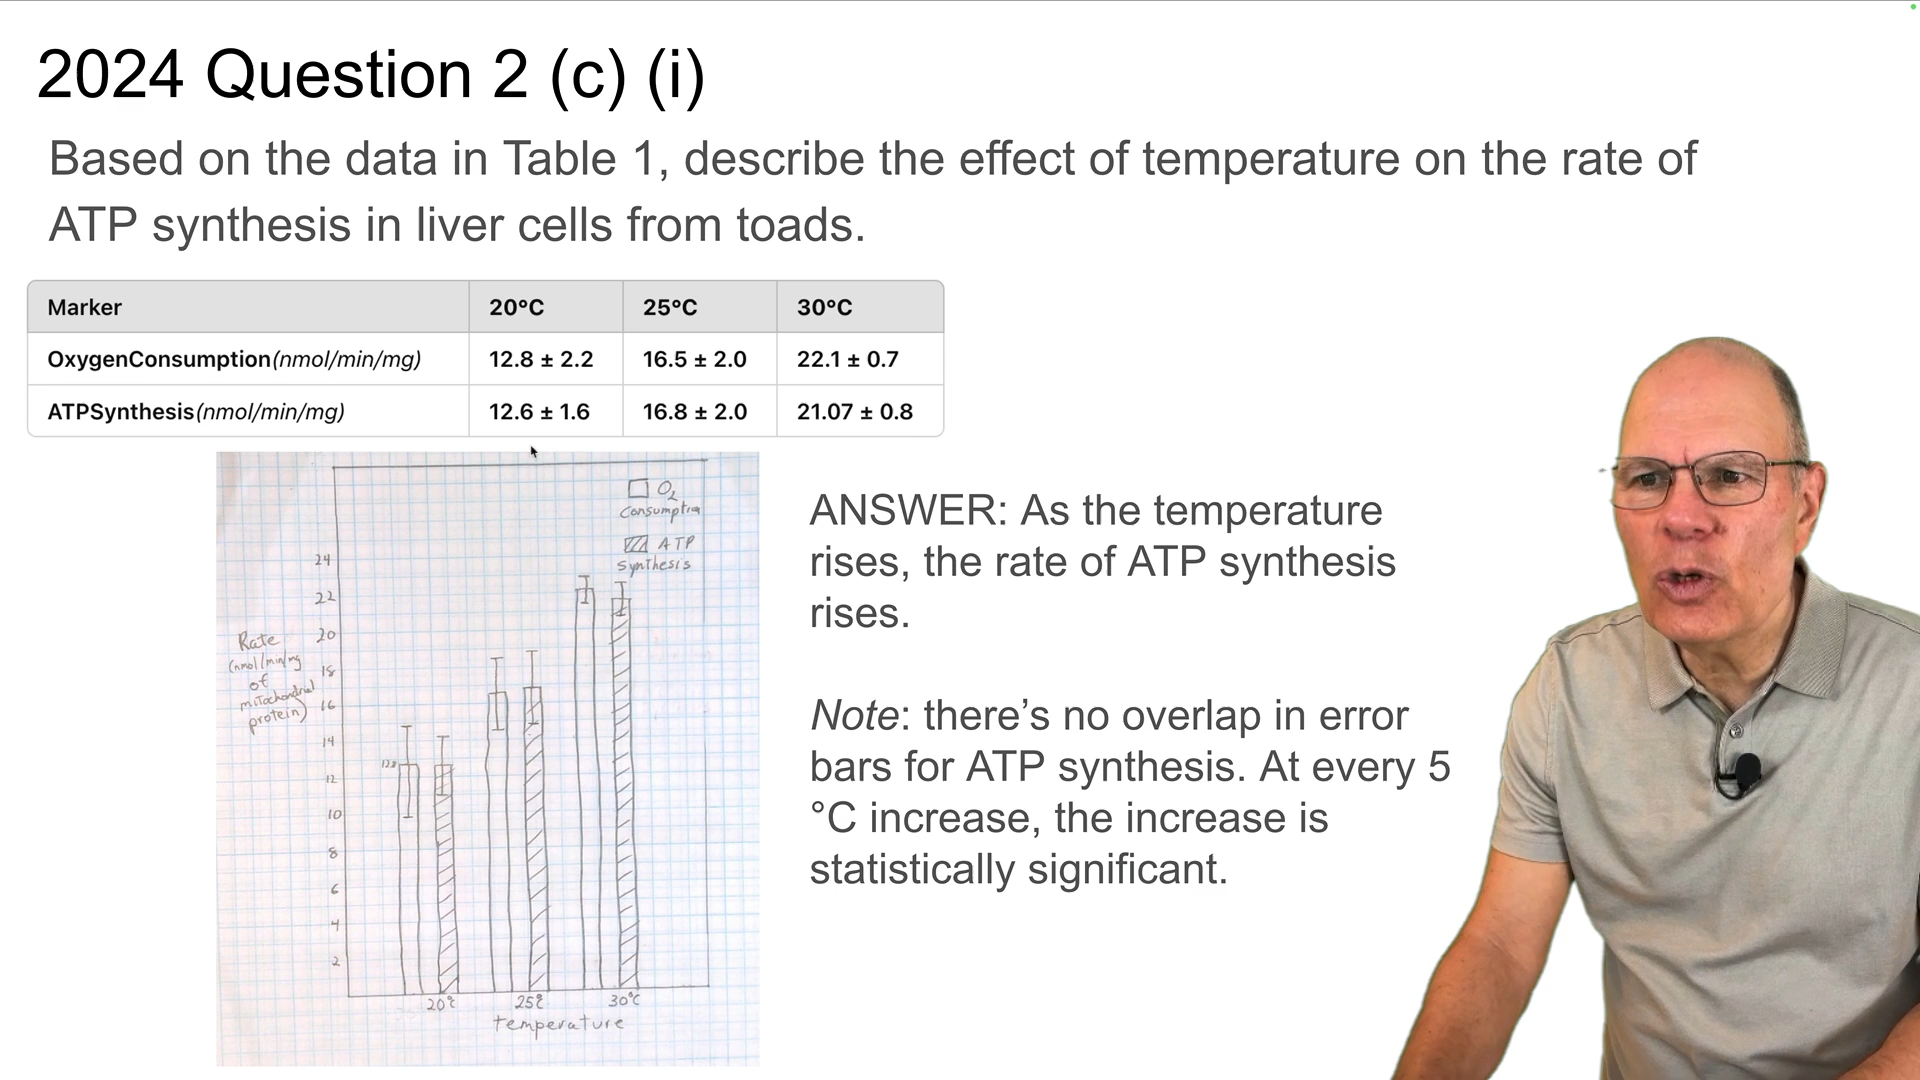 2024 Question 2 (c) (i)
Based on the data in Table 1, describe the effect of temperature on the rate of
ATP synthesis in liver cells from toads.
Marker 20°C 25°C 30°C
OxygenConsumption(nmol/min/mg) 12.8 ± 2.2 16.5 ± 2.0 22.1 ± 0.7
ATPSynthesis(nmol/min/mg) 12.6 ± 1.6 16.8 ± 2.0 21.07 ± 0.8
O2
Consumption
ATP
Synthesis
24
22
20
18
16
14
12
10
8
6
4
2
Rate
(nmol/min/mg
of
mitochondrial
protein)
20°C 25°C 30°C
temperature
ANSWER: As the temperature
rises, the rate of ATP synthesis
rises.
Note: there’s no overlap in error
bars for ATP synthesis. At every 5
°C increase, the increase is
statistically significant.